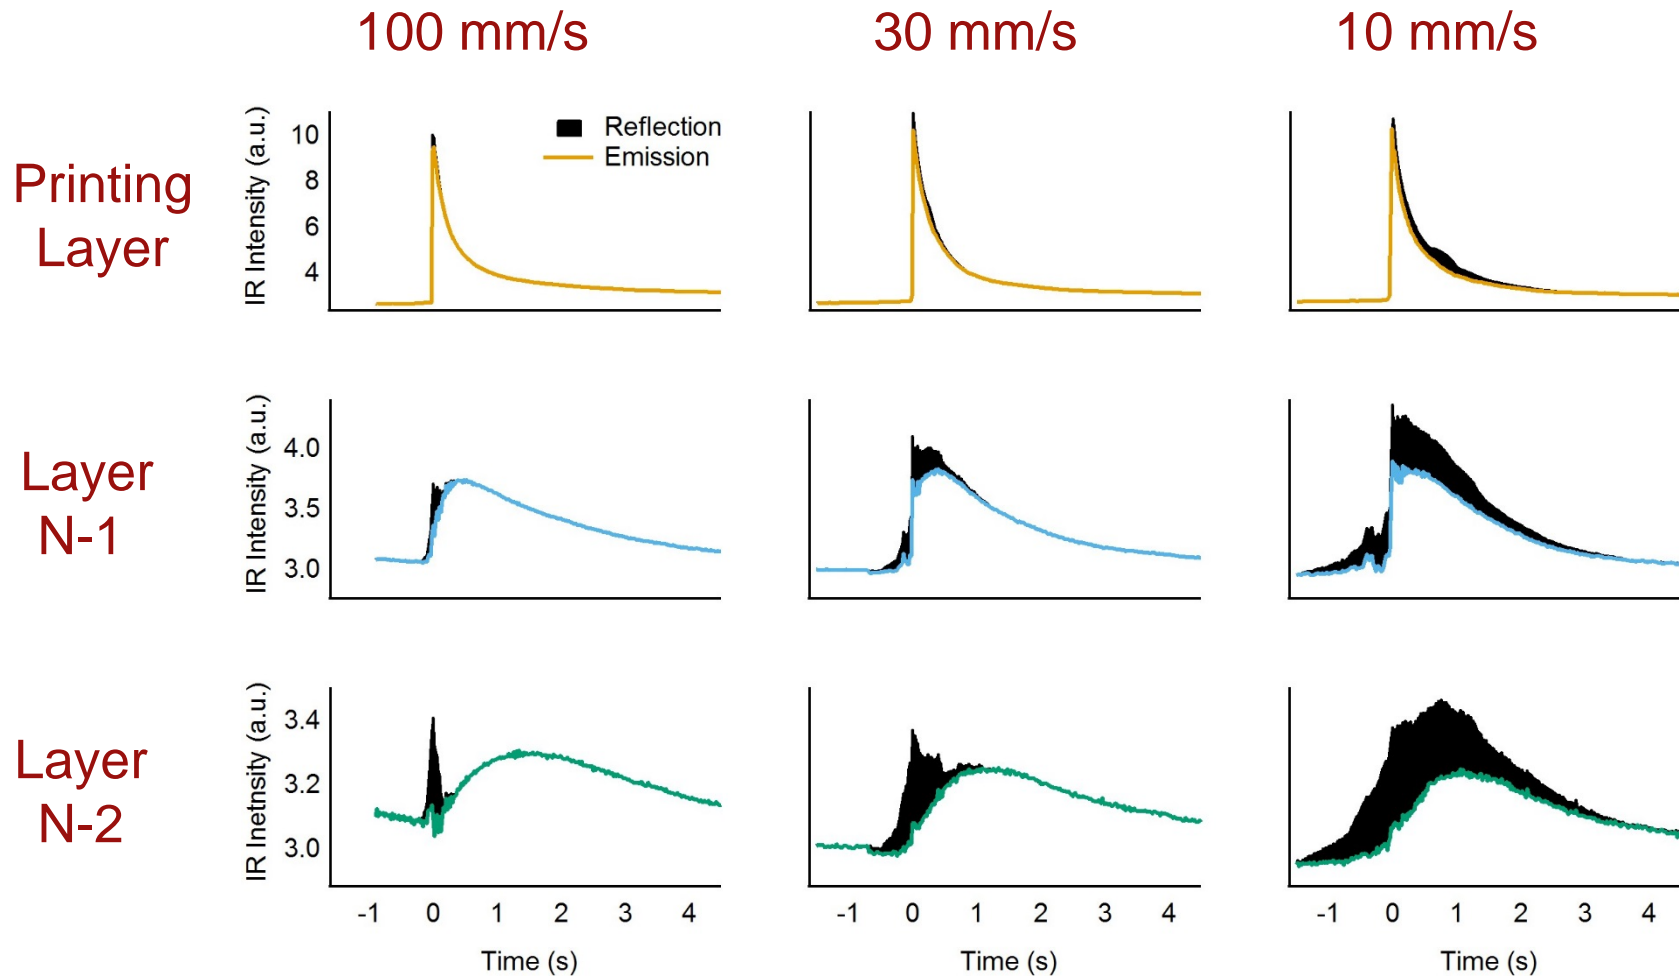 100 mm/s
30 mm/s
10 mm/s
Printing
Layer
IR Intensity (a.u.)
10
8
6
4
Reflection
Emission
Layer
N-1
IR Intensity (a.u.)
4.0
3.5
3.0
Layer
N-2
IR Inetnsity (a.u.)
3.4
3.2
3.0
-1 0 1 2 3 4
-1 0 1 2 3 4
-1 0 1 2 3 4
Time (s)
Time (s)
Time (s)